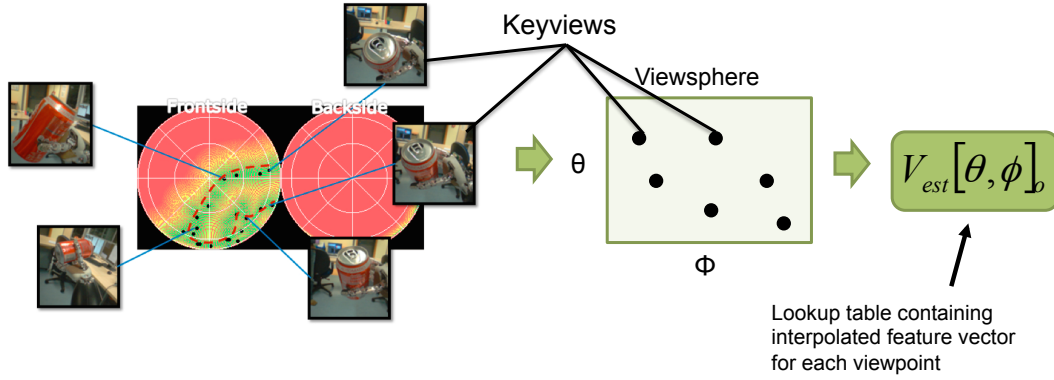 Keyviews
Viewsphere
Frontside
Backside
θ
Φ
V_est[θ,ϕ]_o
Lookup table containing
interpolated feature vector
for each viewpoint